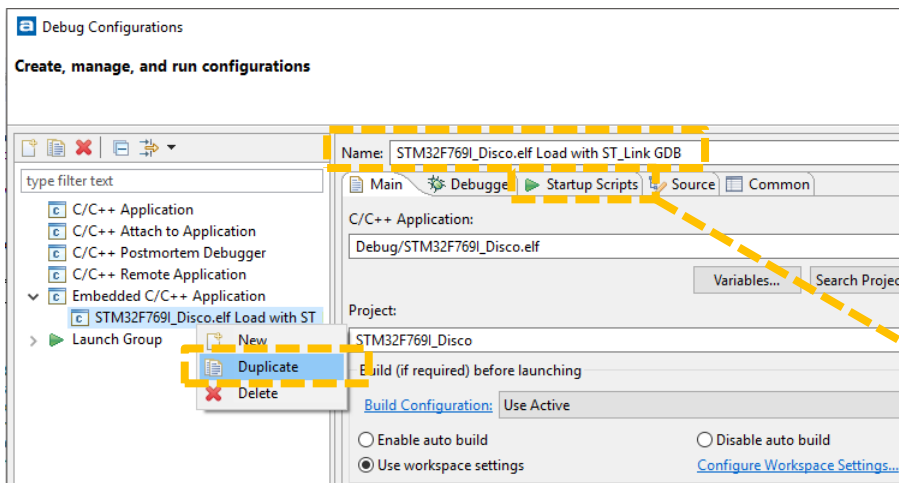 a Debug Configurations
Create, manage, and run configurations
type filter text
c C/C++ Application
c C/C++ Attach to Application
c C/C++ Postmortem Debugger
c C/C++ Remote Application
c Embedded C/C++ Application
c STM32F769I_Disco.elf Load with ST
Launch Group
New
Duplicate
Delete
Name: STM32F769I_Disco.elf Load with ST_Link GDB
Main Debugge Startup Scripts Source Common
C/C++ Application:
Debug/STM32F769I_Disco.elf
Variables... Search Projec
Project:
STM32F769I_Disco
Build (if required) before launching
Build Configuration: Use Active
Enable auto build Disable auto build
Use workspace settings Configure Workspace Settings...